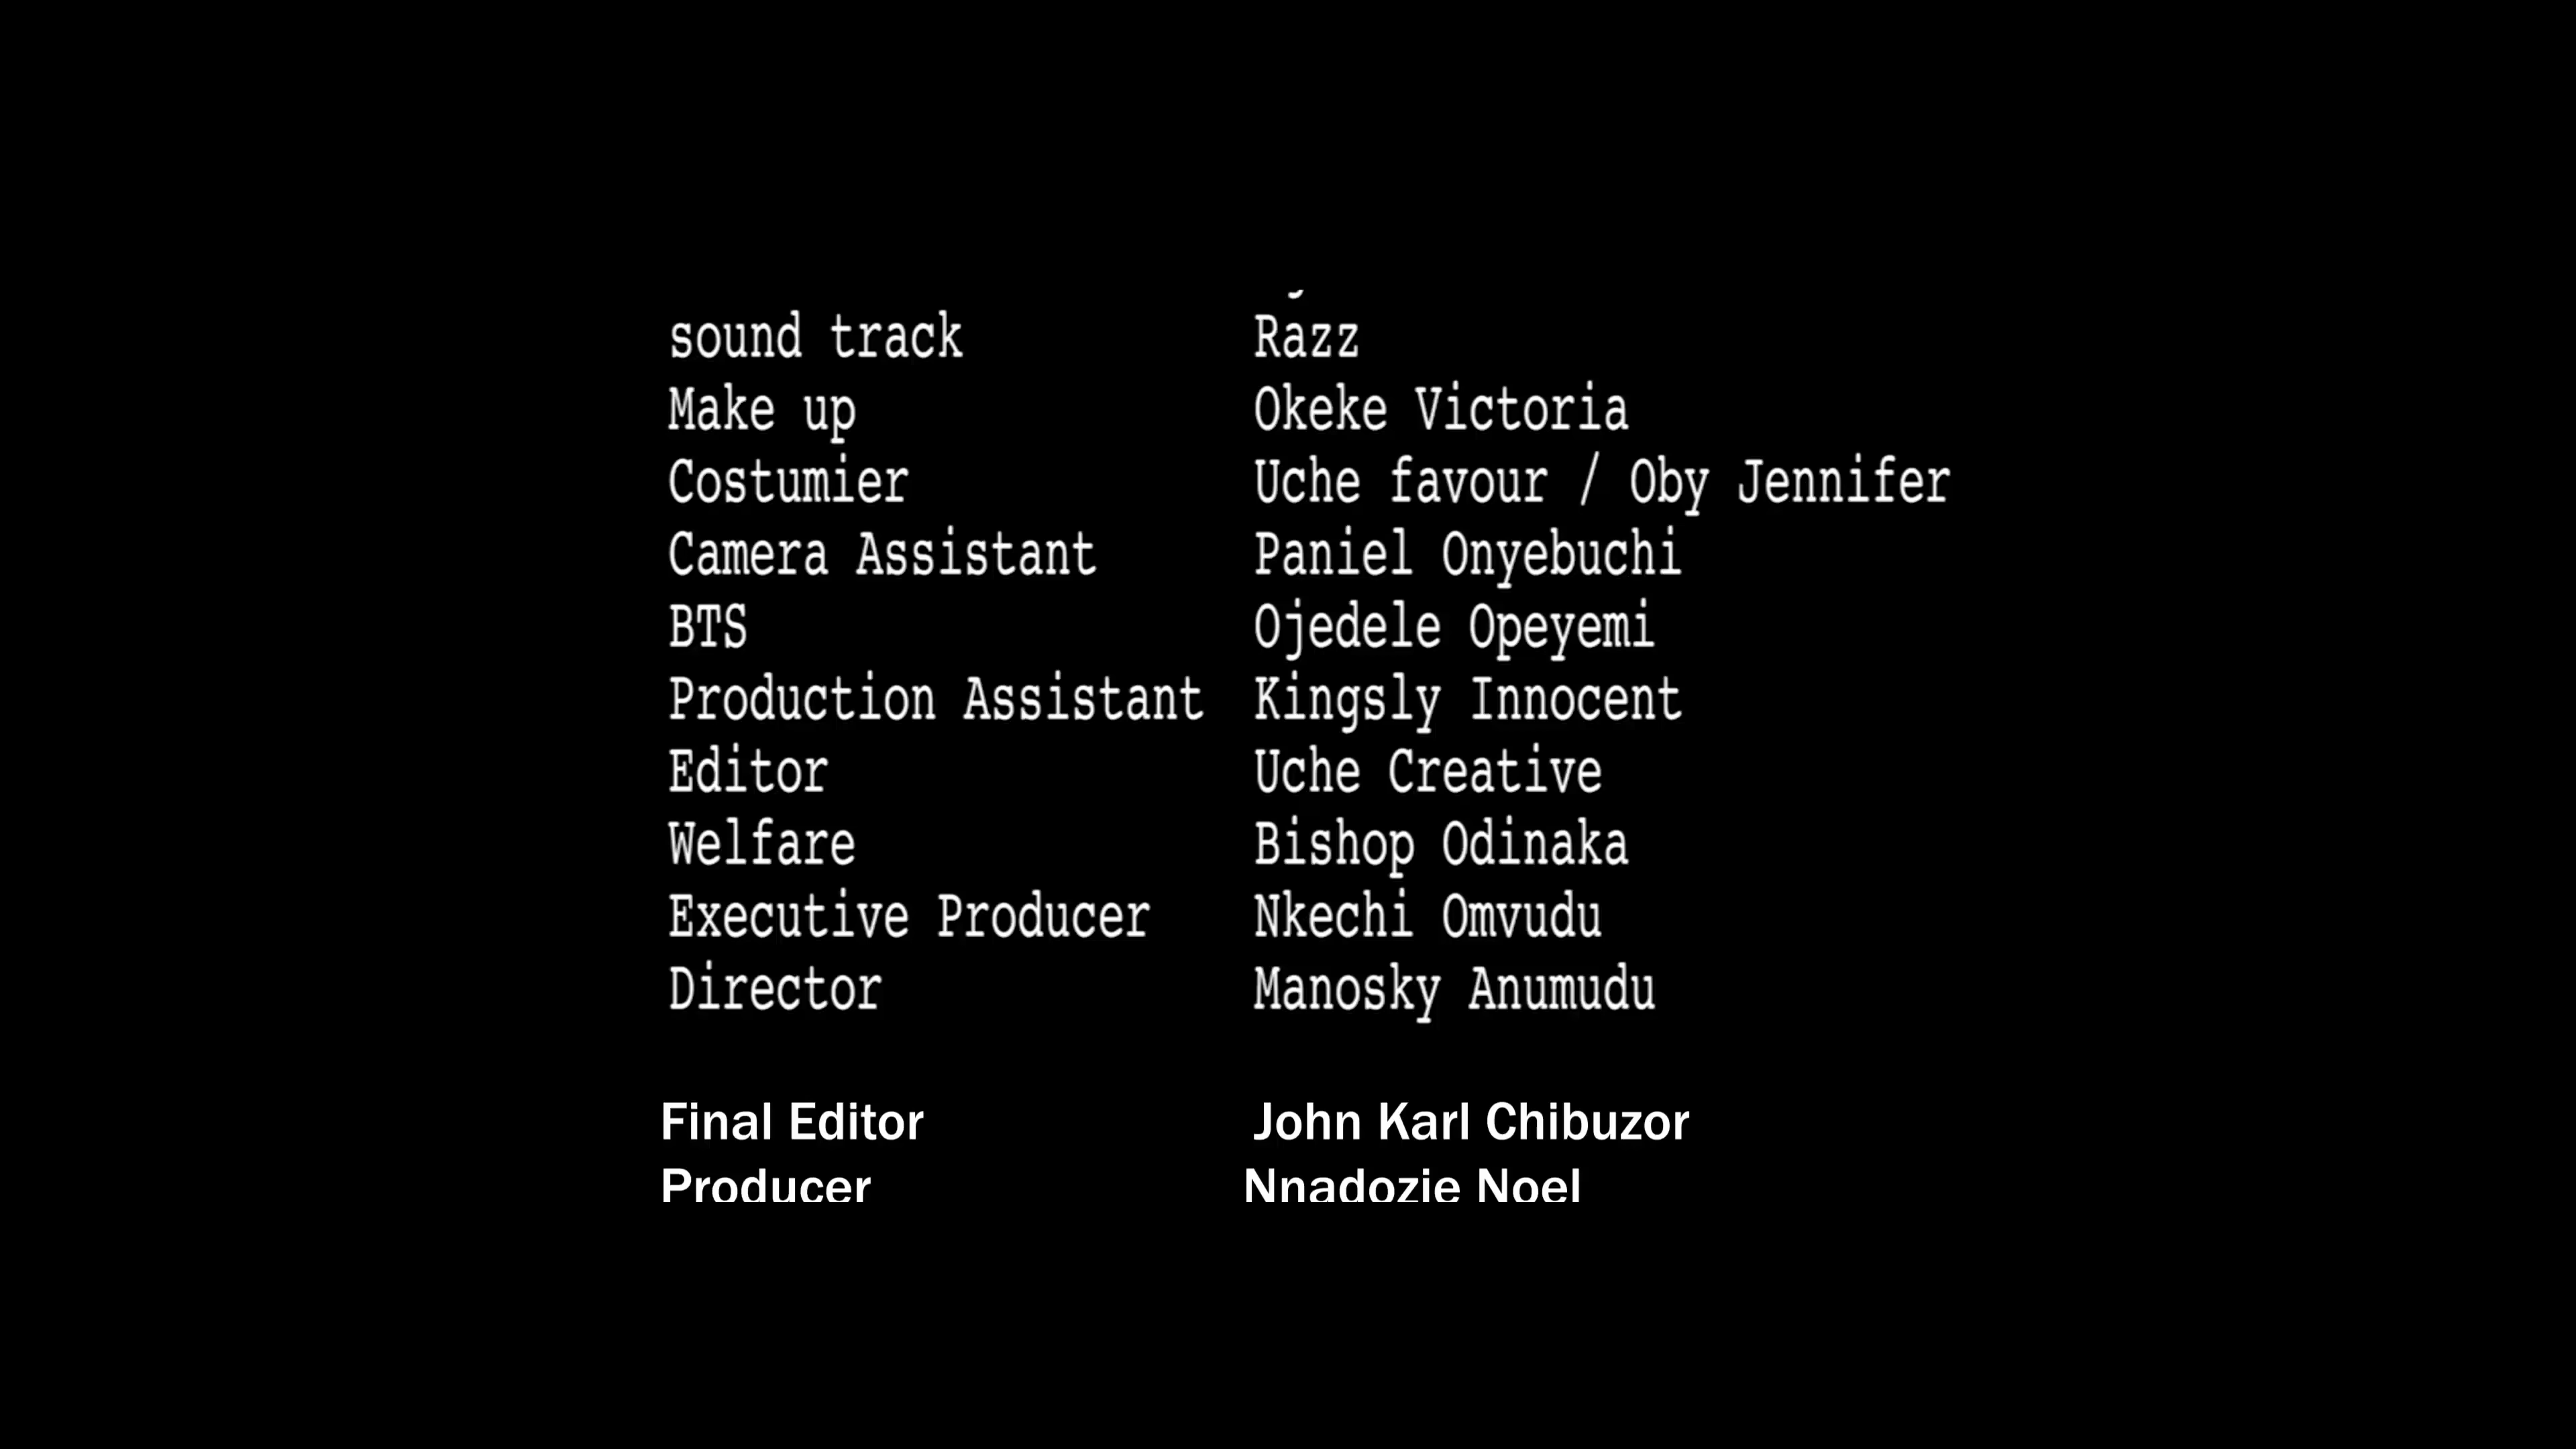 sound track Razz
Make up Okeke Victoria
Costumier Uche favour / Oby Jennifer
Camera Assistant Paniel Onyebuchi
BTS Ojedele Opeyemi
Production Assistant Kingsly Innocent
Editor Uche Creative
Welfare Bishop Odinaka
Executive Producer Nkechi Omvudu
Director Manosky Anumudu
Final Editor John Karl Chibuzor
Producer Nnadozie Noel